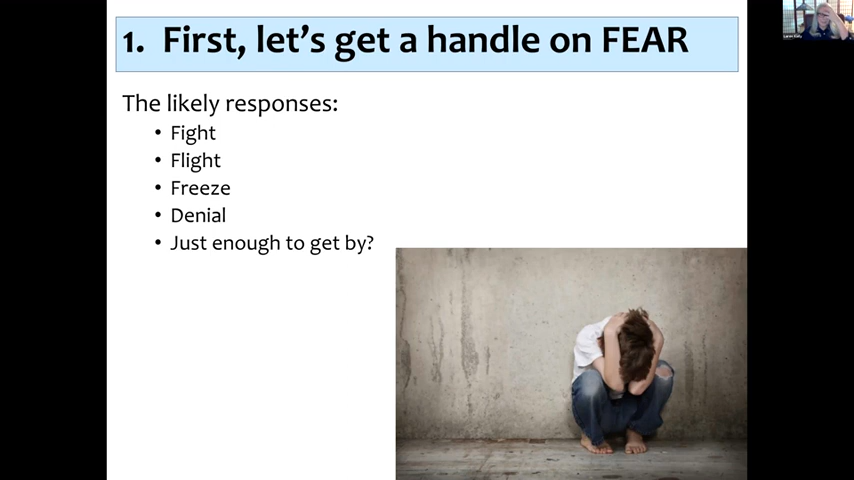 1. First, let's get a handle on FEAR
The likely responses:
• Fight
• Flight
• Freeze
• Denial
• Just enough to get by?